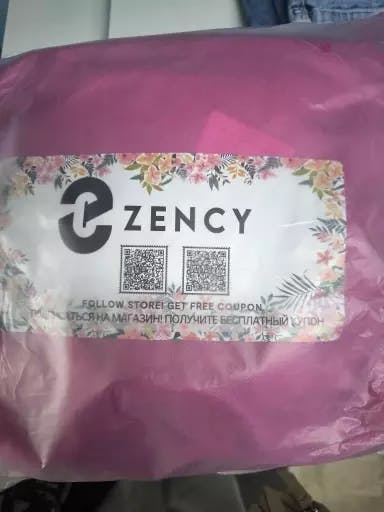 ZENCY
FOLLOW STORE! GET FREE COUPON
НА МАГАЗИН! ПОЛУЧИТЕ БЕСПЛАТНЫЙ